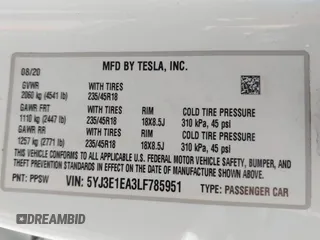 MFD BY TESLA, INC.
08/20
GVWR WITH TIRES
2060 kg (4541 lb) 235/45R18
GAWR FRT WITH TIRES RIM COLD TIRE PRESSURE
1110 kg (2447 lb) 235/45R18 18X8.5J 310 kPa, 45 psi
GAWR RR WITH TIRES RIM COLD TIRE PRESSURE
1257 kg (2771 lb) 235/45R18 18X8.5J 310 kPa, 45 psi
THIS VEHICLE CONFORMS TO ALL APPLICABLE FEDERAL MOTOR VEHICLE
SAFETY, BUMPER, AND THEFT PREVENTION STANDARDS IN EFFECT ON
THE DATE OF MANUFACTURE SHOWN ABOVE.
PNT: PPSW VIN: 5YJ3E1EA3LF785951 TYPE: PASSENGER CAR
DREAMBID